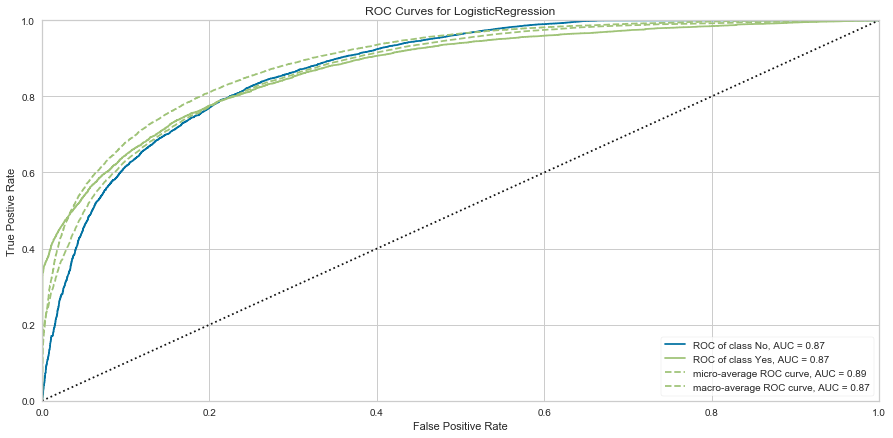 ROC Curves for LogisticRegression
1.0
0.8
0.6
0.4
0.2
0.0
True Postive Rate
ROC of class No, AUC = 0.87
ROC of class Yes, AUC = 0.87
micro-average ROC curve, AUC = 0.89
macro-average ROC curve, AUC = 0.87
0.0 0.2 0.4 0.6 0.8 1.0
False Positive Rate